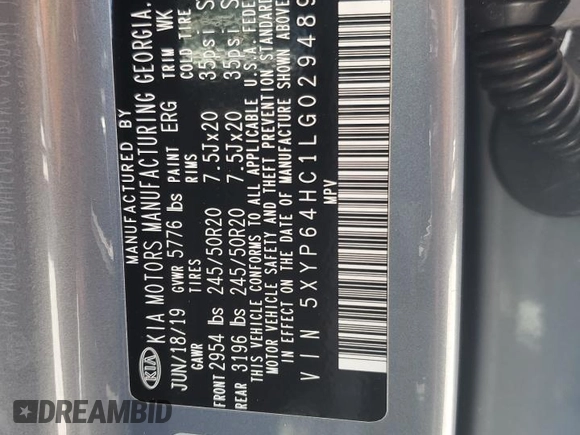 MANUFACTURED BY
KIA KIA MOTORS MANUFACTURING GEORGIA.
JUN/18/19 GVWR 5776 lbs PAINT ERG TRIM WK
GAWR TIRES RIMS COLD TIRE
FRONT 2954 lbs 245/50R20 7.5Jx20 35psi S
REAR 3196 lbs 245/50R20 7.5Jx20 35psi S
THIS VEHICLE CONFORMS TO ALL APPLICABLE U.S.A. FEDE
MOTOR VEHICLE SAFETY AND THEFT PREVENTION STANDARD
IN EFFECT ON THE DATE OF MANUFACTURE SHOWN ABOVE
VIN 5XYP64HC1LG029489
MPV
DREAMBID